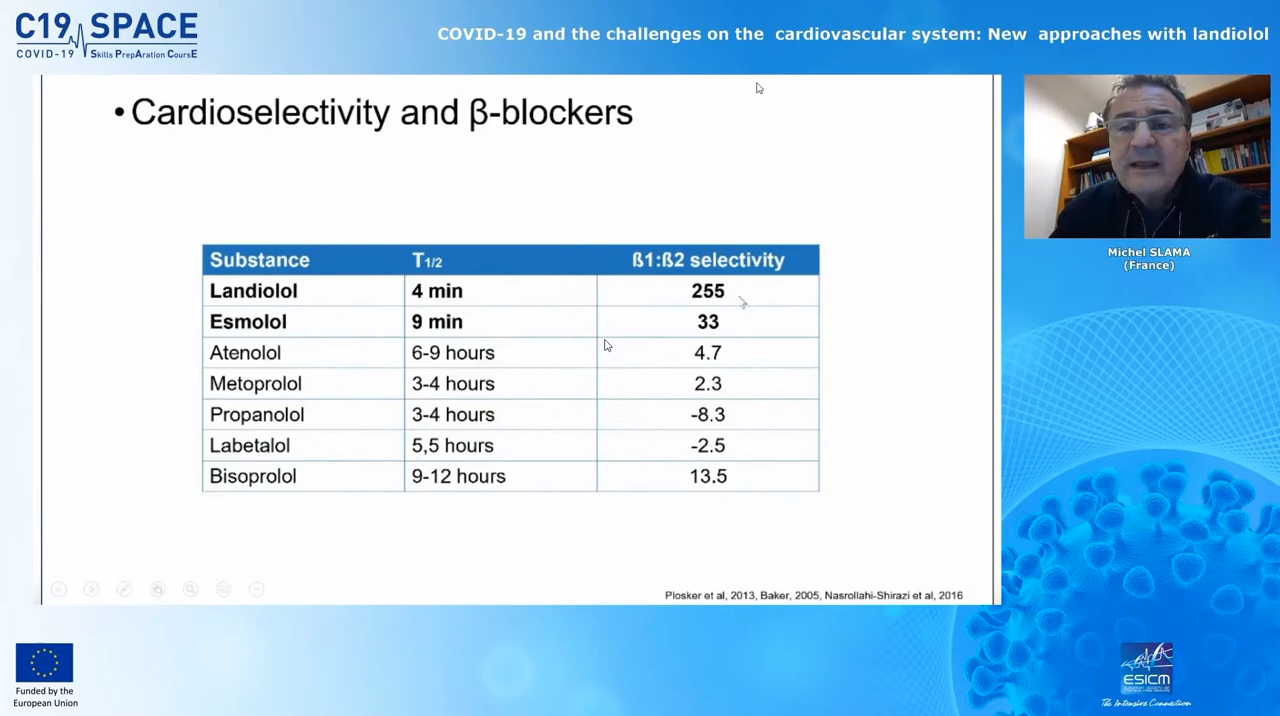 C19 SPACE
COVID-19 Skills PrepAration CoursE
COVID-19 and the challenges on the cardiovascular system: New approaches with landiolol
• Cardioselectivity and β-blockers
Substance T1/2 ß1:ß2 selectivity
Landiolol 4 min 255
Esmolol 9 min 33
Atenolol 6-9 hours 4.7
Metoprolol 3-4 hours 2.3
Propanolol 3-4 hours -8.3
Labetalol 5,5 hours -2.5
Bisoprolol 9-12 hours 13.5
Plosker et al, 2013, Baker, 2005, Nasrollahi-Shirazi et al, 2016
Michel SLAMA
(France)
Funded by the
European Union
ESICM
The Intensive Connection